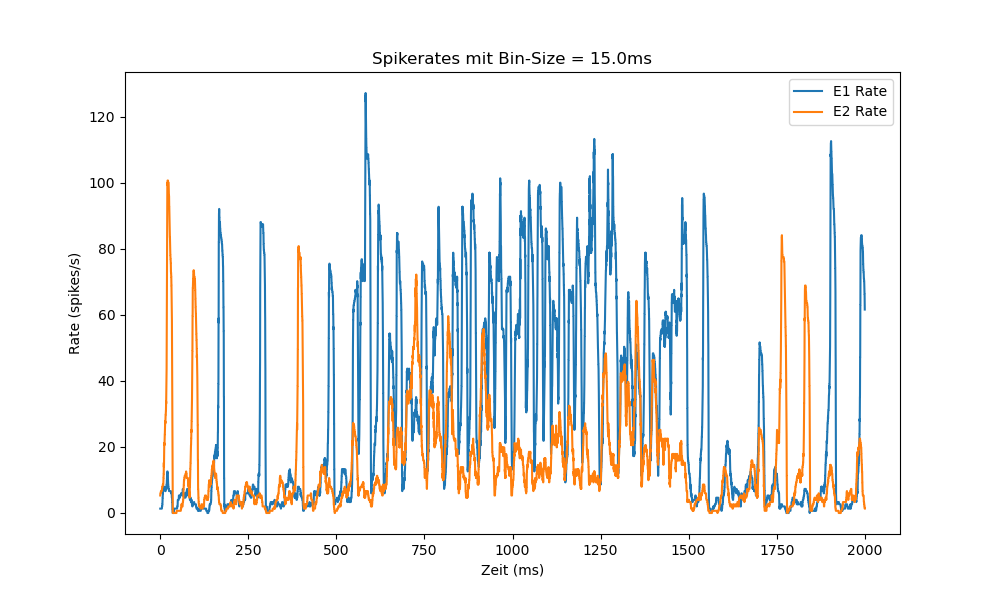 Spikerates mit Bin-Size = 15.0ms
E1 Rate
E2 Rate
Rate (spikes/s)
120
100
80
60
40
20
0
0 250 500 750 1000 1250 1500 1750 2000
Zeit (ms)